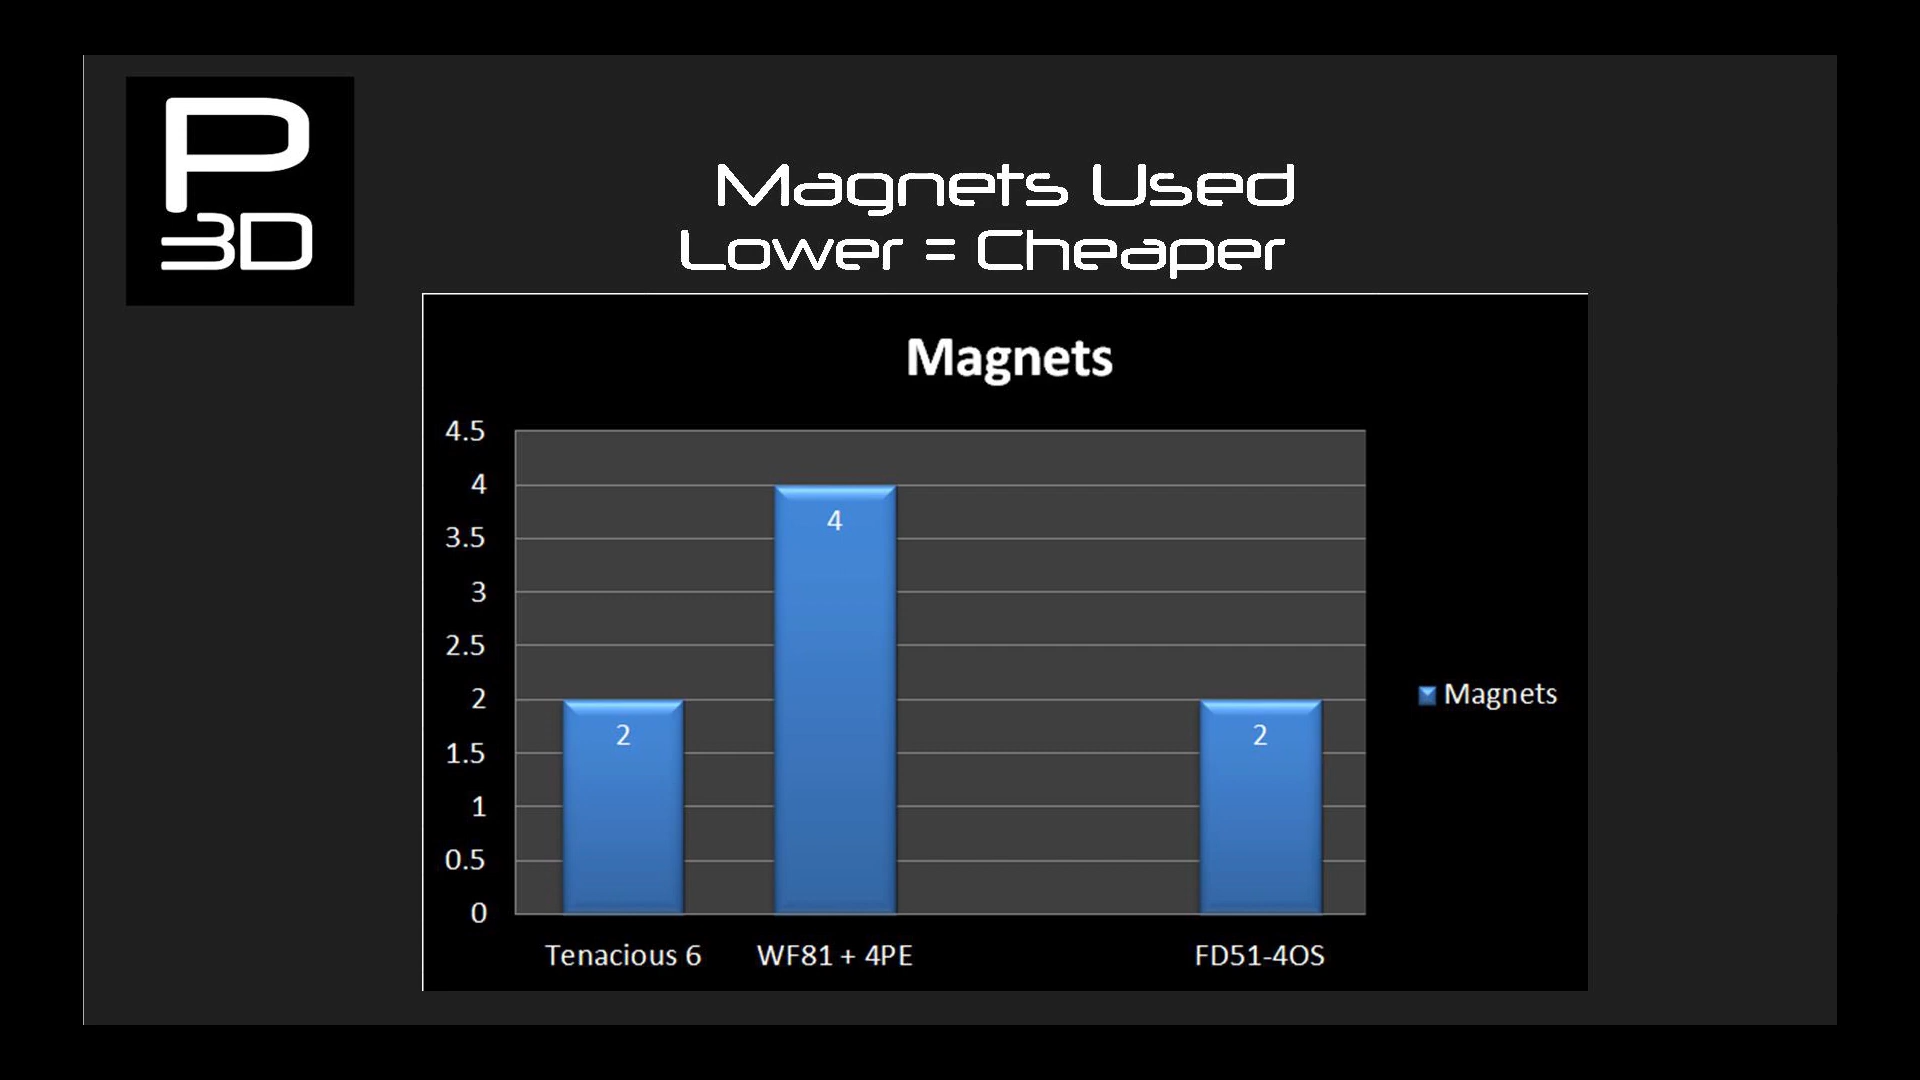 P
3D
Magnets Used
Lower = Cheaper
Magnets
4.5
4
4
3.5
3
2.5
2
2
2
Magnets
1.5
1
0.5
0
Tenacious 6 WF81 + 4PE FD51-4OS